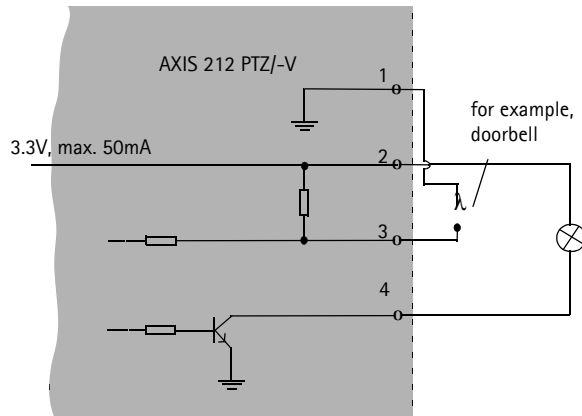 AXIS 212 PTZ/-V
1
for example,
doorbell
3.3V, max. 50mA
2
3
4